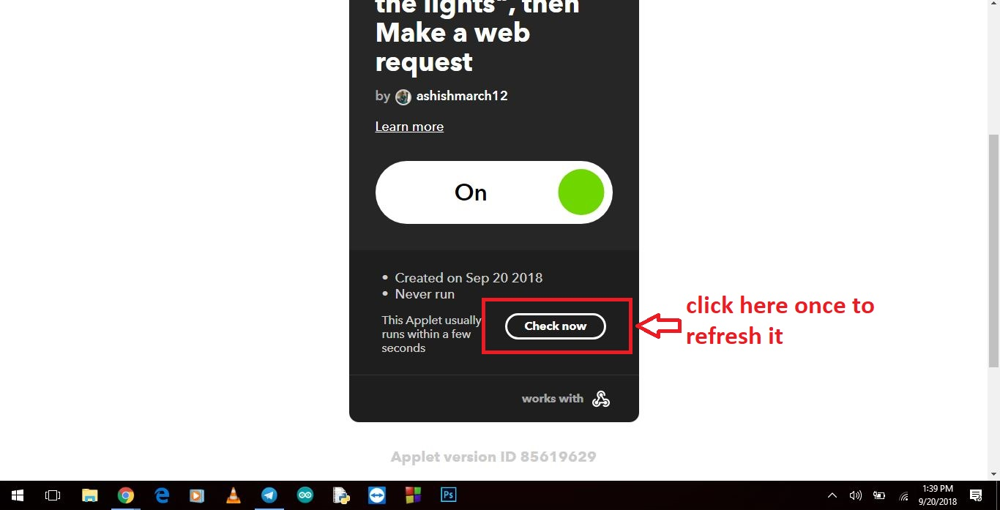 the lights", then
Make a web
request
by ashishmarch12
Learn more
On
• Created on Sep 20 2018
• Never run
This Applet usually
runs within a few
seconds
Check now
click here once to
refresh it
works with
Applet version ID 85619629
Ps
1:39 PM
9/20/2018